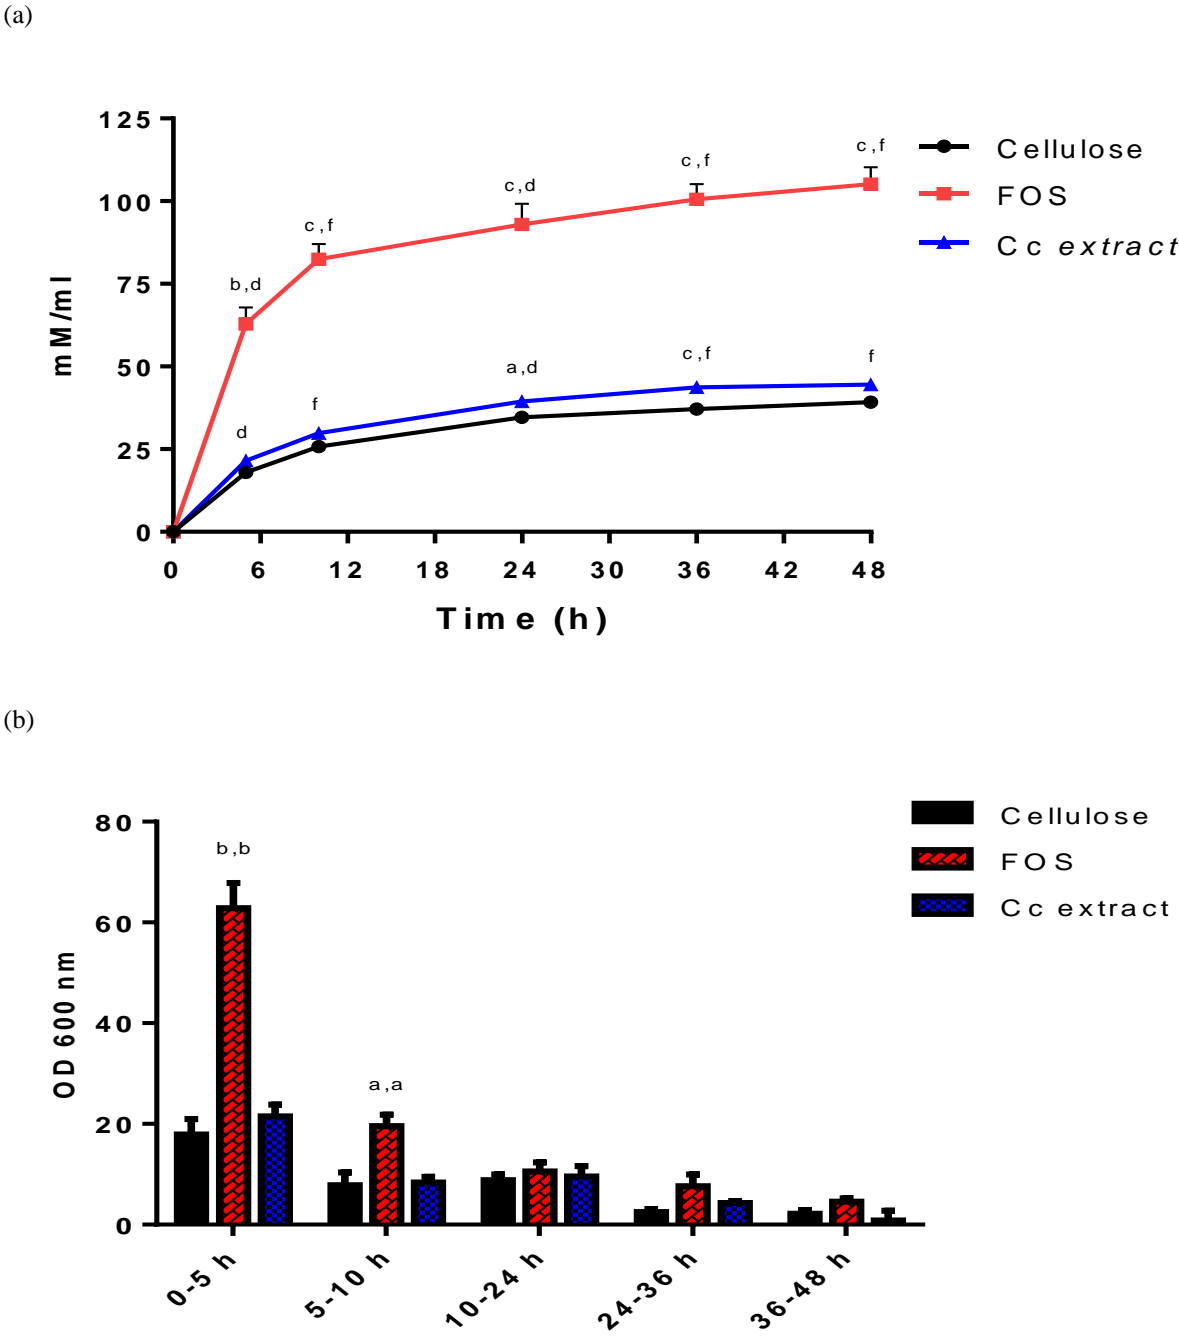 (a)
125
100
75
50
25
0
mM/ml
b,d
c,f
c,d
c,f
c,f
d
f
a,d
c,f
f
0 6 12 18 24 30 36 42 48
Time (h)
Cellulose
FOS
Cc extract
(b)
80
60
40
20
0
OD 600 nm
b,b
a,a
0-5 h
5-10 h
10-24 h
24-36 h
36-48 h
Cellulose
FOS
Cc extract